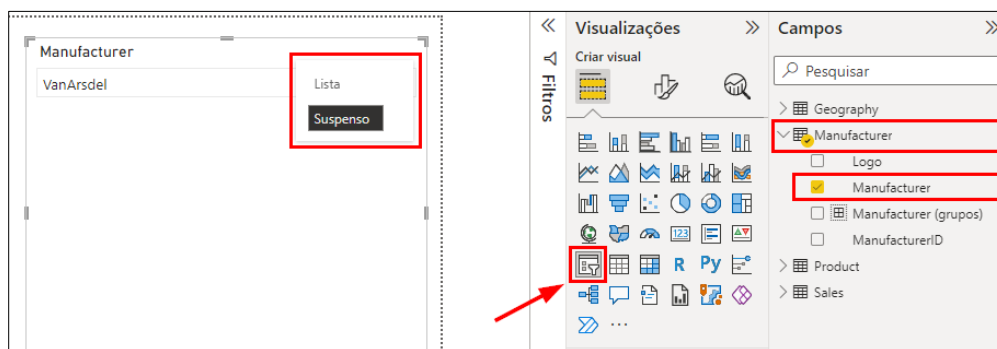 Manufacturer
VanArsdel
Lista
Suspenso
Filtros
Visualizações
Criar visual
123
R
Py
Campos
Pesquisar
Geography
Manufacturer
Logo
Manufacturer
Manufacturer (grupos)
ManufacturerID
Product
Sales